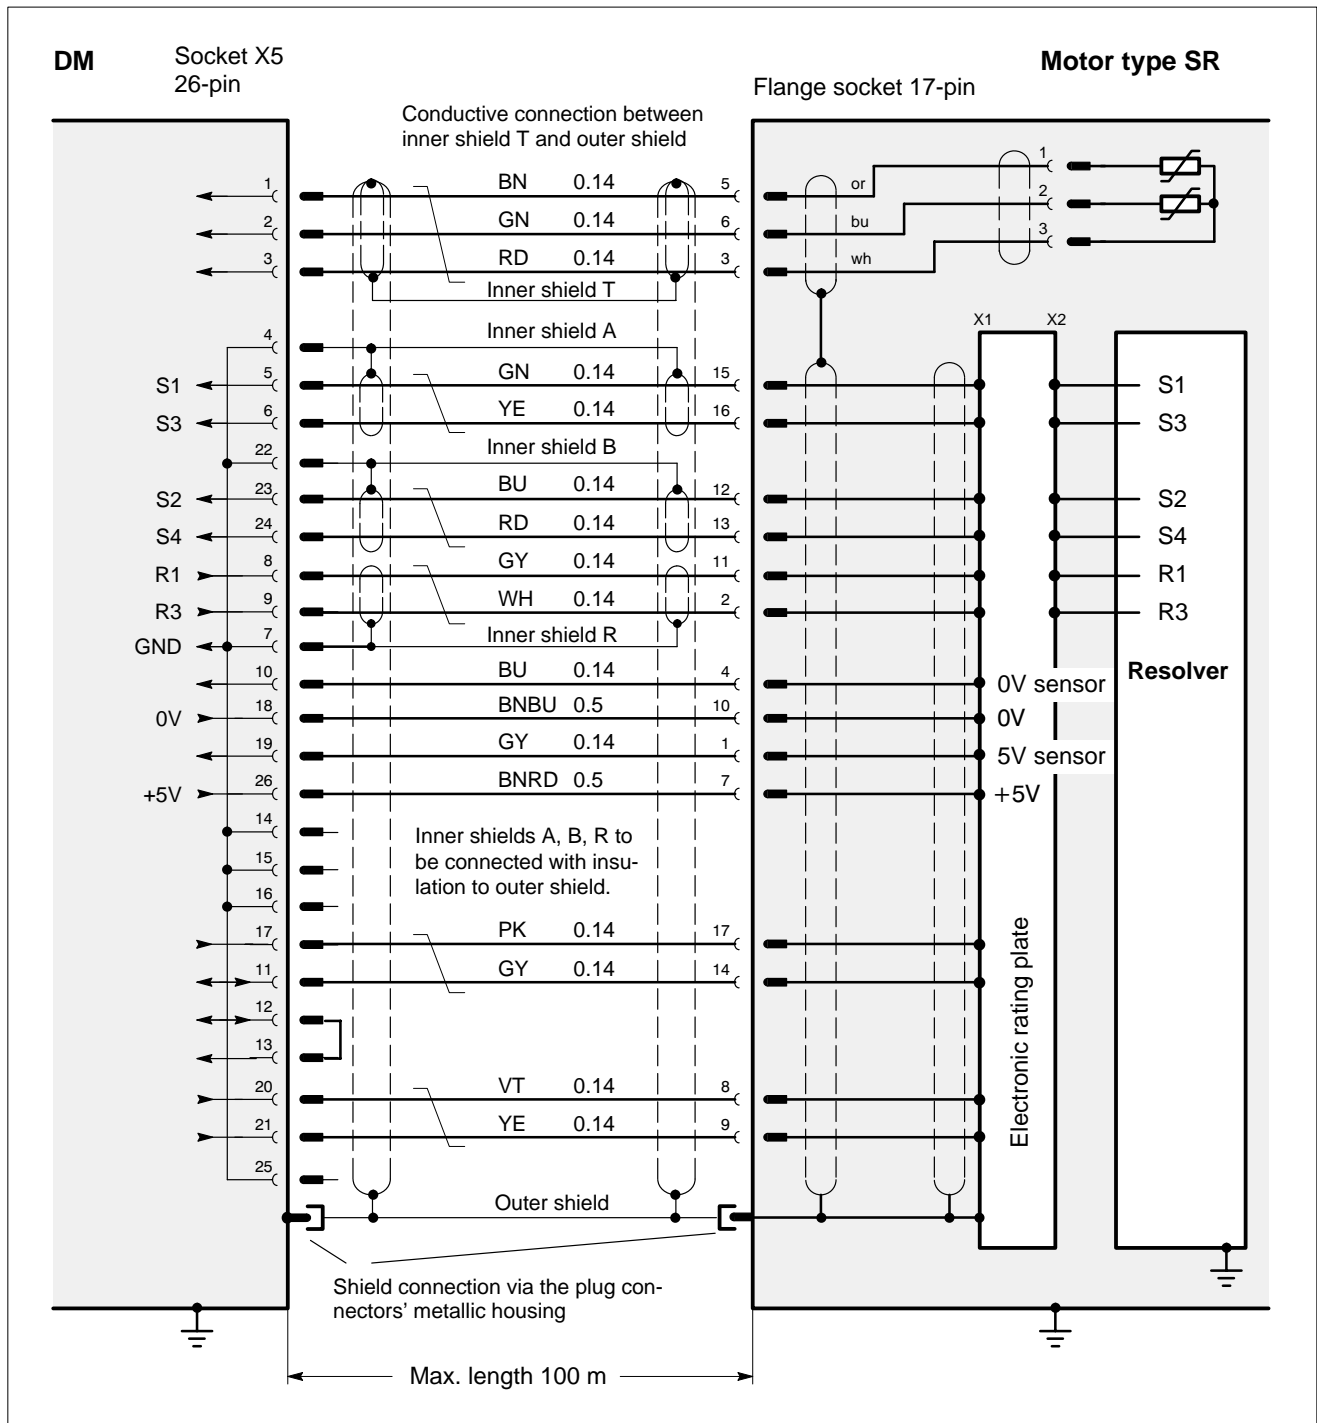 DM
Socket X5
26-pin
Motor type SR
Flange socket 17-pin
Conductive connection between
inner shield T and outer shield
1 BN 0.14 5 or 1
2 GN 0.14 6 bu 2
3 RD 0.14 3 wh 3
Inner shield T
X1 X2
4 Inner shield A
S1 5 GN 0.14 15 S1
S3 6 YE 0.14 16 S3
22 Inner shield B
S2 23 BU 0.14 12 S2
S4 24 RD 0.14 13 S4
R1 8 GY 0.14 11 R1
R3 9 WH 0.14 2 R3
GND 7 Inner shield R
Resolver
10 BU 0.14 4 0V sensor
0V 18 BNBU 0.5 10 0V
19 GY 0.14 1 5V sensor
+5V 26 BNRD 0.5 7 +5V
14
15
16
Inner shields A, B, R to
be connected with insu-
lation to outer shield.
17 PK 0.14 17
11 GY 0.14 14
12
13
Electronic rating plate
20 VT 0.14 8
21 YE 0.14 9
25
Outer shield
Shield connection via the plug con-
nectors’ metallic housing
Max. length 100 m